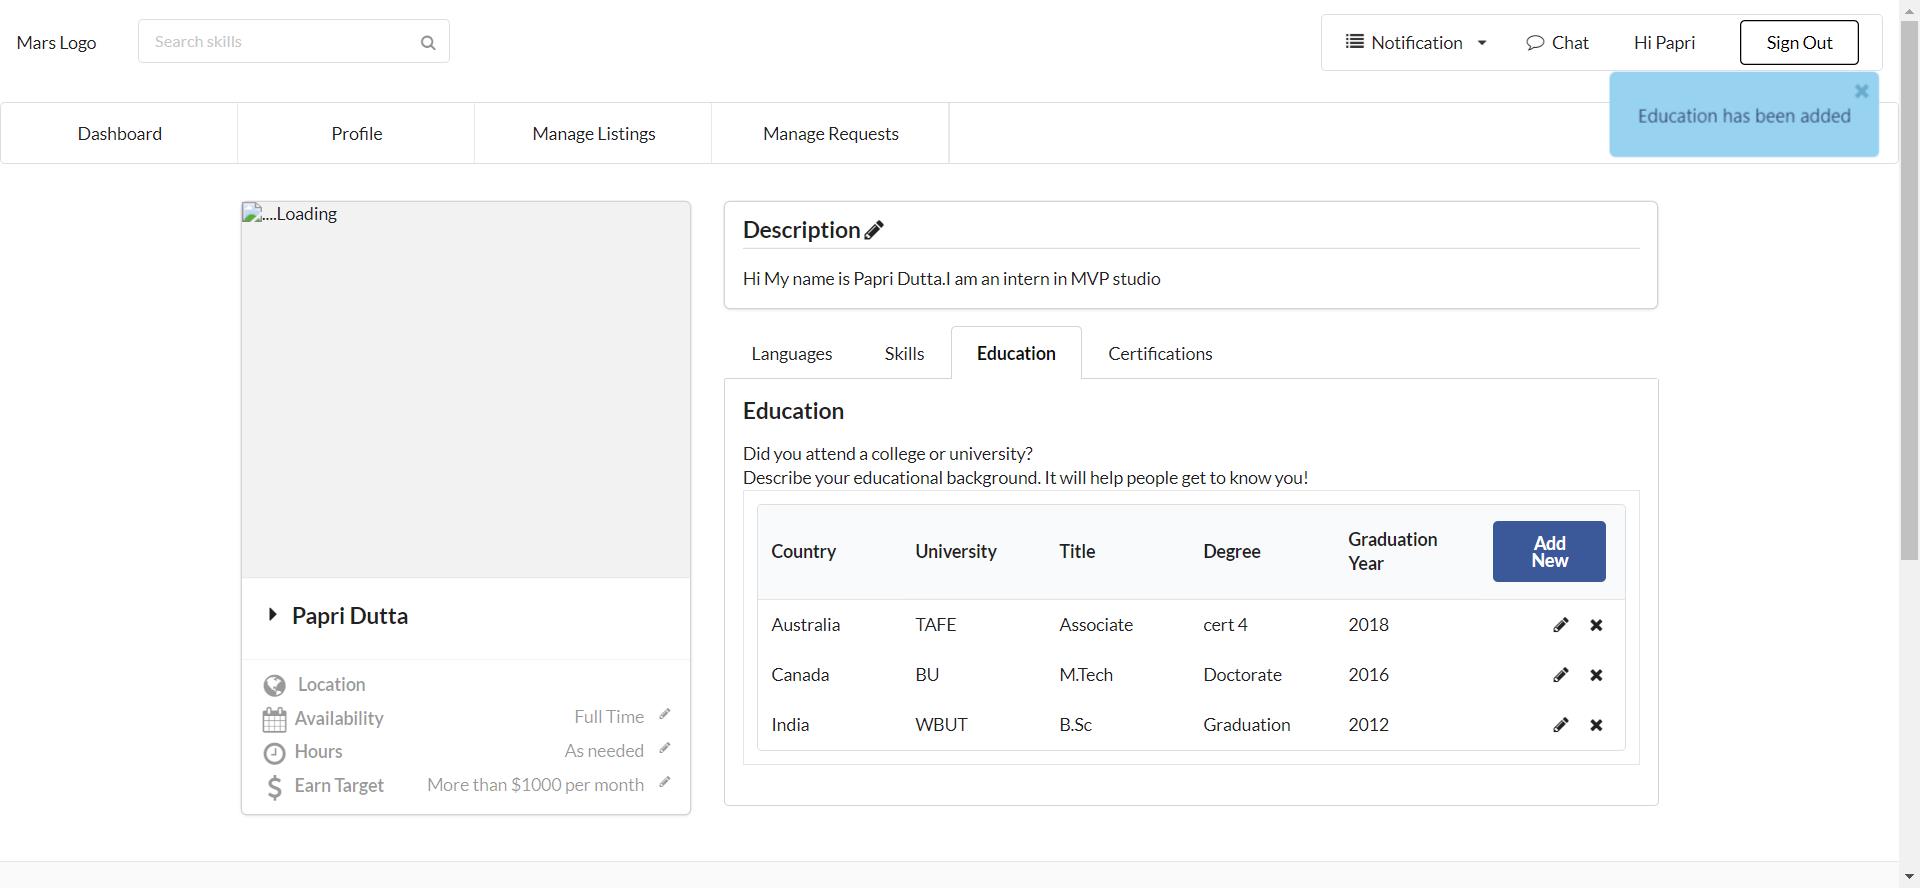 Mars Logo
Search skills
Notification
Chat
Hi Papri
Sign Out
Education has been added
Dashboard
Profile
Manage Listings
Manage Requests
....Loading
Papri Dutta
Location
Availability
Full Time
Hours
As needed
Earn Target
More than $1000 per month
Description
Hi My name is Papri Dutta.I am an intern in MVP studio
Languages
Skills
Education
Certifications
Education
Did you attend a college or university?
Describe your educational background. It will help people get to know you!
Country University Title Degree Graduation Year Add New
Australia TAFE Associate cert 4 2018
Canada BU M.Tech Doctorate 2016
India WBUT B.Sc Graduation 2012